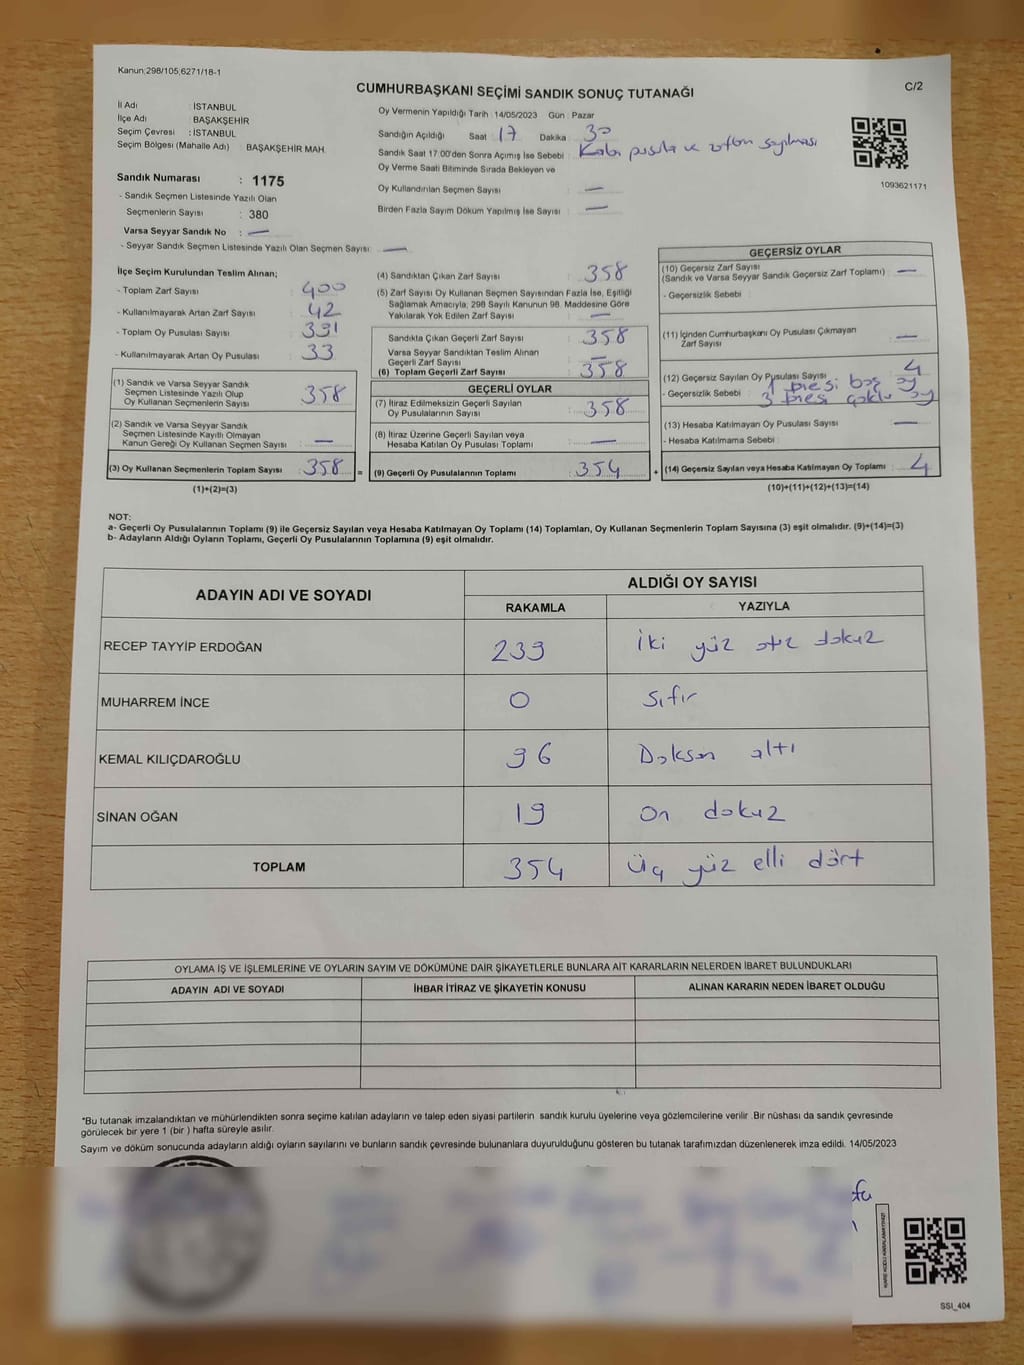 Kanun;298/105;6271/18-1
CUMHURBAŞKANI SEÇİMİ SANDIK SONUÇ TUTANAĞI
C/2
İl Adı : İSTANBUL
İlçe Adı : BAŞAKŞEHİR
Seçim Çevresi : İSTANBUL
Seçim Bölgesi (Mahalle Adı) BAŞAKŞEHİR MAH.
Oy Vermenin Yapıldığı Tarih : 14/05/2023 Gün : Pazar
Sandığın Açıldığı Saat 17 Dakika 30
Sandık Saat 17:00'den Sonra Açımış İse Sebebi : Kabı pusula ve zarfların sayılması
Oy Verme Saati Bitiminde Sırada Bekleyen ve
Oy Kullandırılan Seçmen Sayısı : —
Birden Fazla Sayım Döküm Yapılmış İse Sayısı : —
1093621171
Sandık Numarası : 1175
- Sandık Seçmen Listesinde Yazılı Olan
Seçmenlerin Sayısı : 380
Varsa Seyyar Sandık No : —
- Seyyar Sandık Seçmen Listesinde Yazılı Olan Seçmen Sayısı: —
İlçe Seçim Kurulundan Teslim Alınan;
- Toplam Zarf Sayısı : 400
- Kullanılmayarak Artan Zarf Sayısı : 42
- Toplam Oy Pusulası Sayısı : 391
- Kullanılmayarak Artan Oy Pusulası : 33
(1) Sandık ve Varsa Seyyar Sandık
Seçmen Listesinde Yazılı Olup
Oy Kullanan Seçmenlerin Sayısı : 358
(2) Sandık ve Varsa Seyyar Sandık
Seçmen Listesinde Kayıtlı Olmayan
Kanun Gereği Oy Kullanan Seçmen Sayısı : —
(3) Oy Kullanan Seçmenlerin Toplam Sayısı : 358 =
(1)+(2)=(3)
(4) Sandıktan Çıkan Zarf Sayısı : 358
(5) Zarf Sayısı Oy Kullanan Seçmen Sayısından Fazla İse, Eşitliği
Sağlamak Amacıyla, 298 Sayılı Kanunun 98. Maddesine Göre
Yakılarak Yok Edilen Zarf Sayısı : —
Sandıkta Çıkan Geçerli Zarf Sayısı : 358
Varsa Seyyar Sandıktan Teslim Alınan
Geçerli Zarf Sayısı : —
(6) Toplam Geçerli Zarf Sayısı : 358
GEÇERLİ OYLAR
(7) İtiraz Edilmeksizin Geçerli Sayılan
Oy Pusulalarının Sayısı : 358
(8) İtiraz Üzerine Geçerli Sayılan veya
Hesaba Katılan Oy Pusulası Toplamı : —
(9) Geçerli Oy Pusulalarının Toplamı : 354 +
GEÇERSİZ OYLAR
(10) Geçersiz Zarf Sayısı
(Sandık ve Varsa Seyyar Sandık Geçersiz Zarf Toplamı) : —
- Geçersizlik Sebebi :
(11) İçinden Cumhurbaşkanı Oy Pusulası Çıkmayan
Zarf Sayısı : —
(12) Geçersiz Sayılan Oy Pusulası Sayısı : 4
- Geçersizlik Sebebi : 1 tanesi boş oy
3 tanesi çoklu oy
(13) Hesaba Katılmayan Oy Pusulası Sayısı : —
- Hesaba Katılmama Sebebi :
(14) Geçersiz Sayılan veya Hesaba Katılmayan Oy Toplamı : 4
(10)+(11)+(12)+(13)=(14)
NOT:
a- Geçerli Oy Pusulalarının Toplamı (9) ile Geçersiz Sayılan veya Hesaba Katılmayan Oy Toplamı (14) Toplamları, Oy Kullanan Seçmenlerin Toplam Sayısına (3) eşit olmalıdır. (9)+(14)=(3)
b- Adayların Aldığı Oyların Toplamı, Geçerli Oy Pusulalarının Toplamına (9) eşit olmalıdır.
ADAYIN ADI VE SOYADI
ALDIĞI OY SAYISI
RAKAMLA YAZIYLA
RECEP TAYYİP ERDOĞAN 239 iki yüz otuz dokuz
MUHARREM İNCE 0 Sıfır
KEMAL KILIÇDAROĞLU 96 Doksan altı
SİNAN OĞAN 19 on dokuz
TOPLAM 354 üç yüz elli dört
OYLAMA İŞ VE İŞLEMLERİNE VE OYLARIN SAYIM VE DÖKÜMÜNE DAİR ŞİKAYETLERLE BUNLARA AİT KARARLARIN NELERDEN İBARET BULUNDUKLARI
ADAYIN ADI VE SOYADI İHBAR İTİRAZ VE ŞİKAYETİN KONUSU ALINAN KARARIN NEDEN İBARET OLDUĞU
*Bu tutanak imzalandıktan ve mühürlendikten sonra seçime katılan adayların ve talep eden siyasi partilerin sandık kurulu üyelerine veya gözlemcilerine verilir .Bir nüshası da sandık çevresinde
görülecek bir yere 1 (bir ) hafta süreyle asılır.
Sayım ve döküm sonucunda adayların aldığı oyların sayılarını ve bunların sandık çevresinde bulunanlara duyurulduğunu gösteren bu tutanak tarafımızdan düzenlenerek imza edildi. 14/05/2023
SSI_404